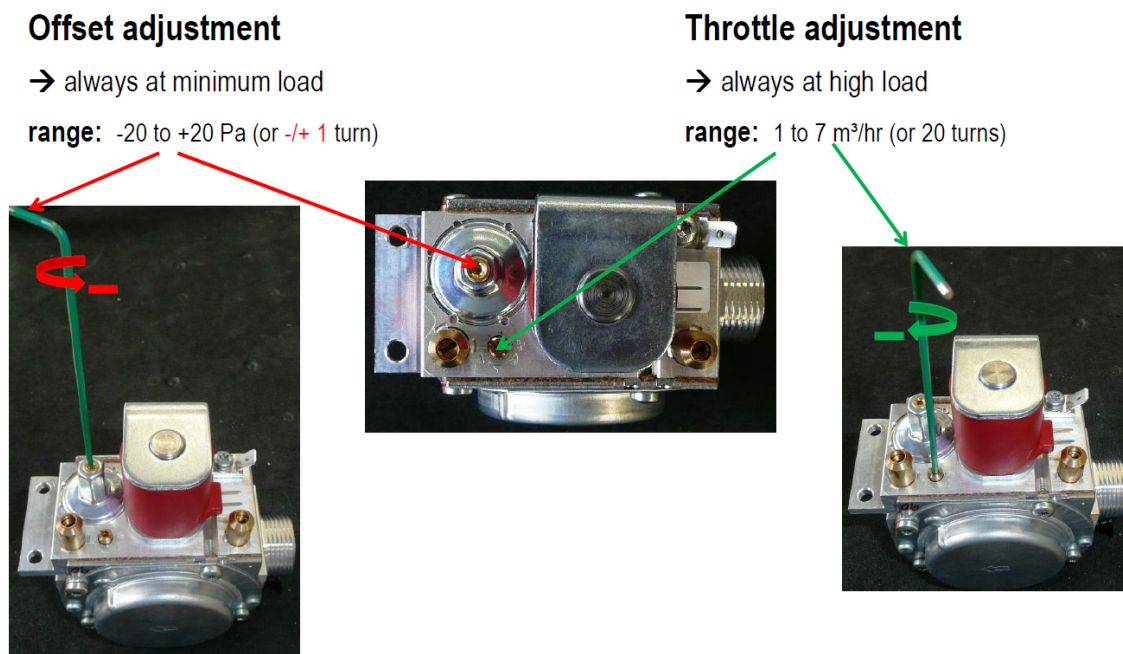 Offset adjustment
→ always at minimum load
range: -20 to +20 Pa (or -/+ 1 turn)
Throttle adjustment
→ always at high load
range: 1 to 7 m³/hr (or 20 turns)